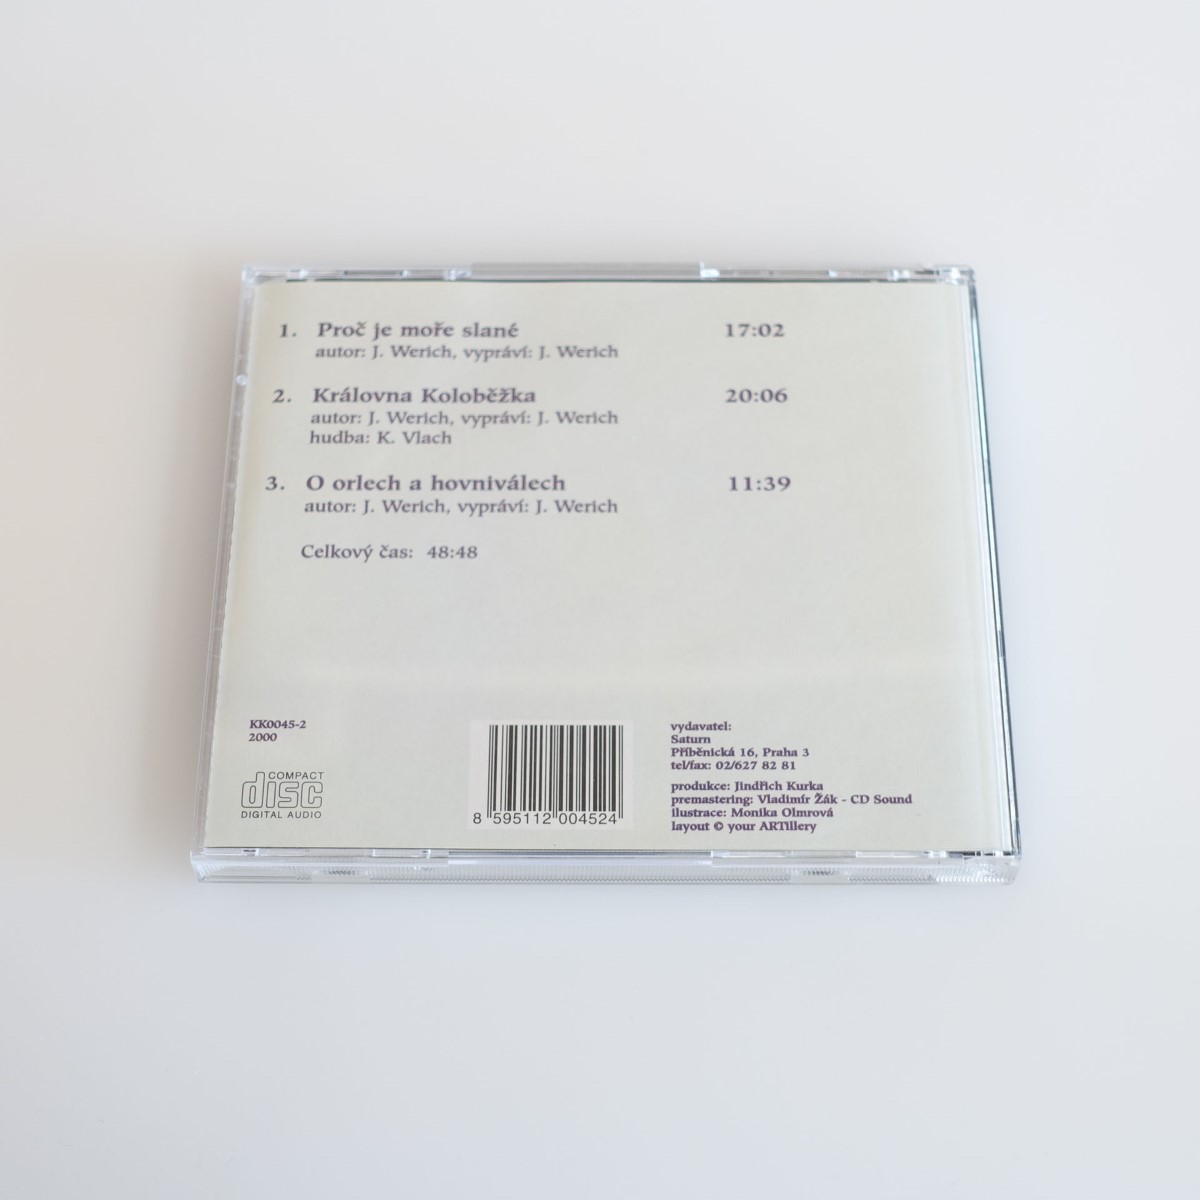 1. Proč je moře slané 17:02
autor: J. Werich, vypráví: J. Werich
2. Královna Koloběžka 20:06
autor: J. Werich, vypráví: J. Werich
hudba: K. Vlach
3. O orlech a hovniválech 11:39
autor: J. Werich, vypráví: J. Werich
Celkový čas: 48:48
KK0045-2
2000
COMPACT
disc
DIGITAL AUDIO
8 595112 004524
vydavatel:
Saturn
Příběnická 16, Praha 3
tel/fax: 02/627 82 81
produkce: Jindřich Kurka
premastering: Vladimír Žák - CD Sound
ilustrace: Monika Olmrová
layout © your ARTillery